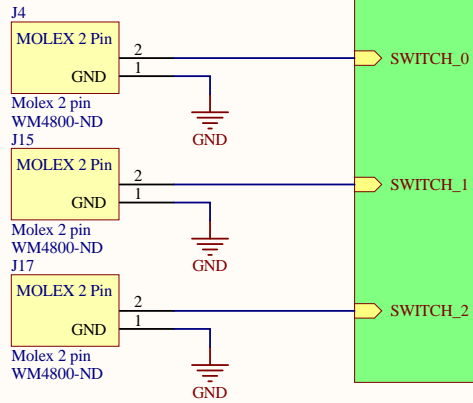 J4
MOLEX 2 Pin
2
GND
1
SWITCH_0
Molex 2 pin
WM4800-ND
GND
J15
MOLEX 2 Pin
2
GND
1
SWITCH_1
Molex 2 pin
WM4800-ND
GND
J17
MOLEX 2 Pin
2
GND
1
SWITCH_2
Molex 2 pin
WM4800-ND
GND